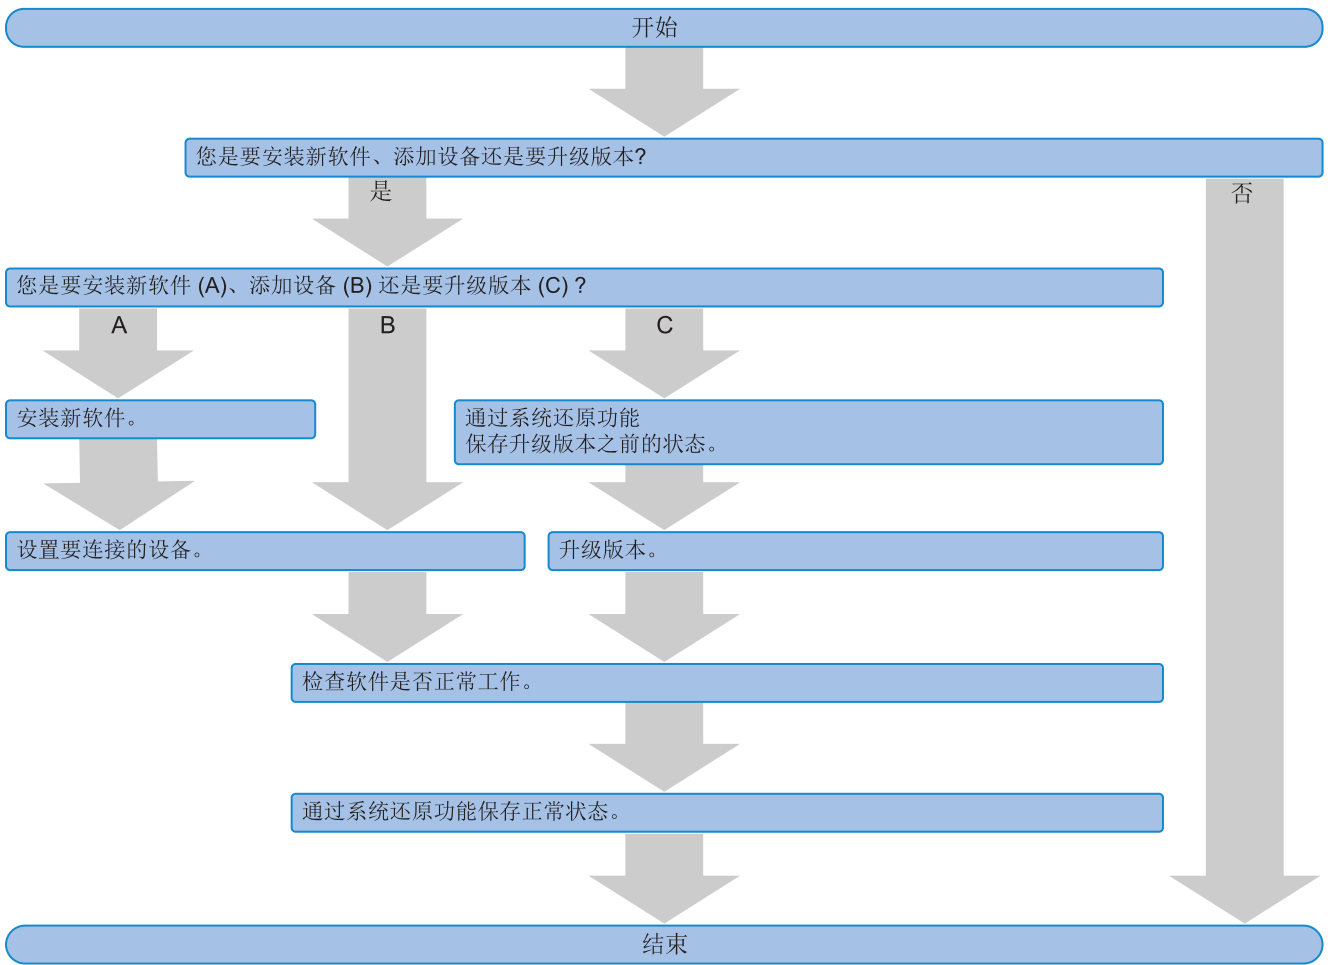 开始
您是要安装新软件、添加设备还是要升级版本?
是
否
您是要安装新软件 (A)、添加设备 (B) 还是要升级版本 (C) ?
A
B
C
安装新软件。
通过系统还原功能
保存升级版本之前的状态。
设置要连接的设备。
升级版本。
检查软件是否正常工作。
通过系统还原功能保存正常状态。
结束